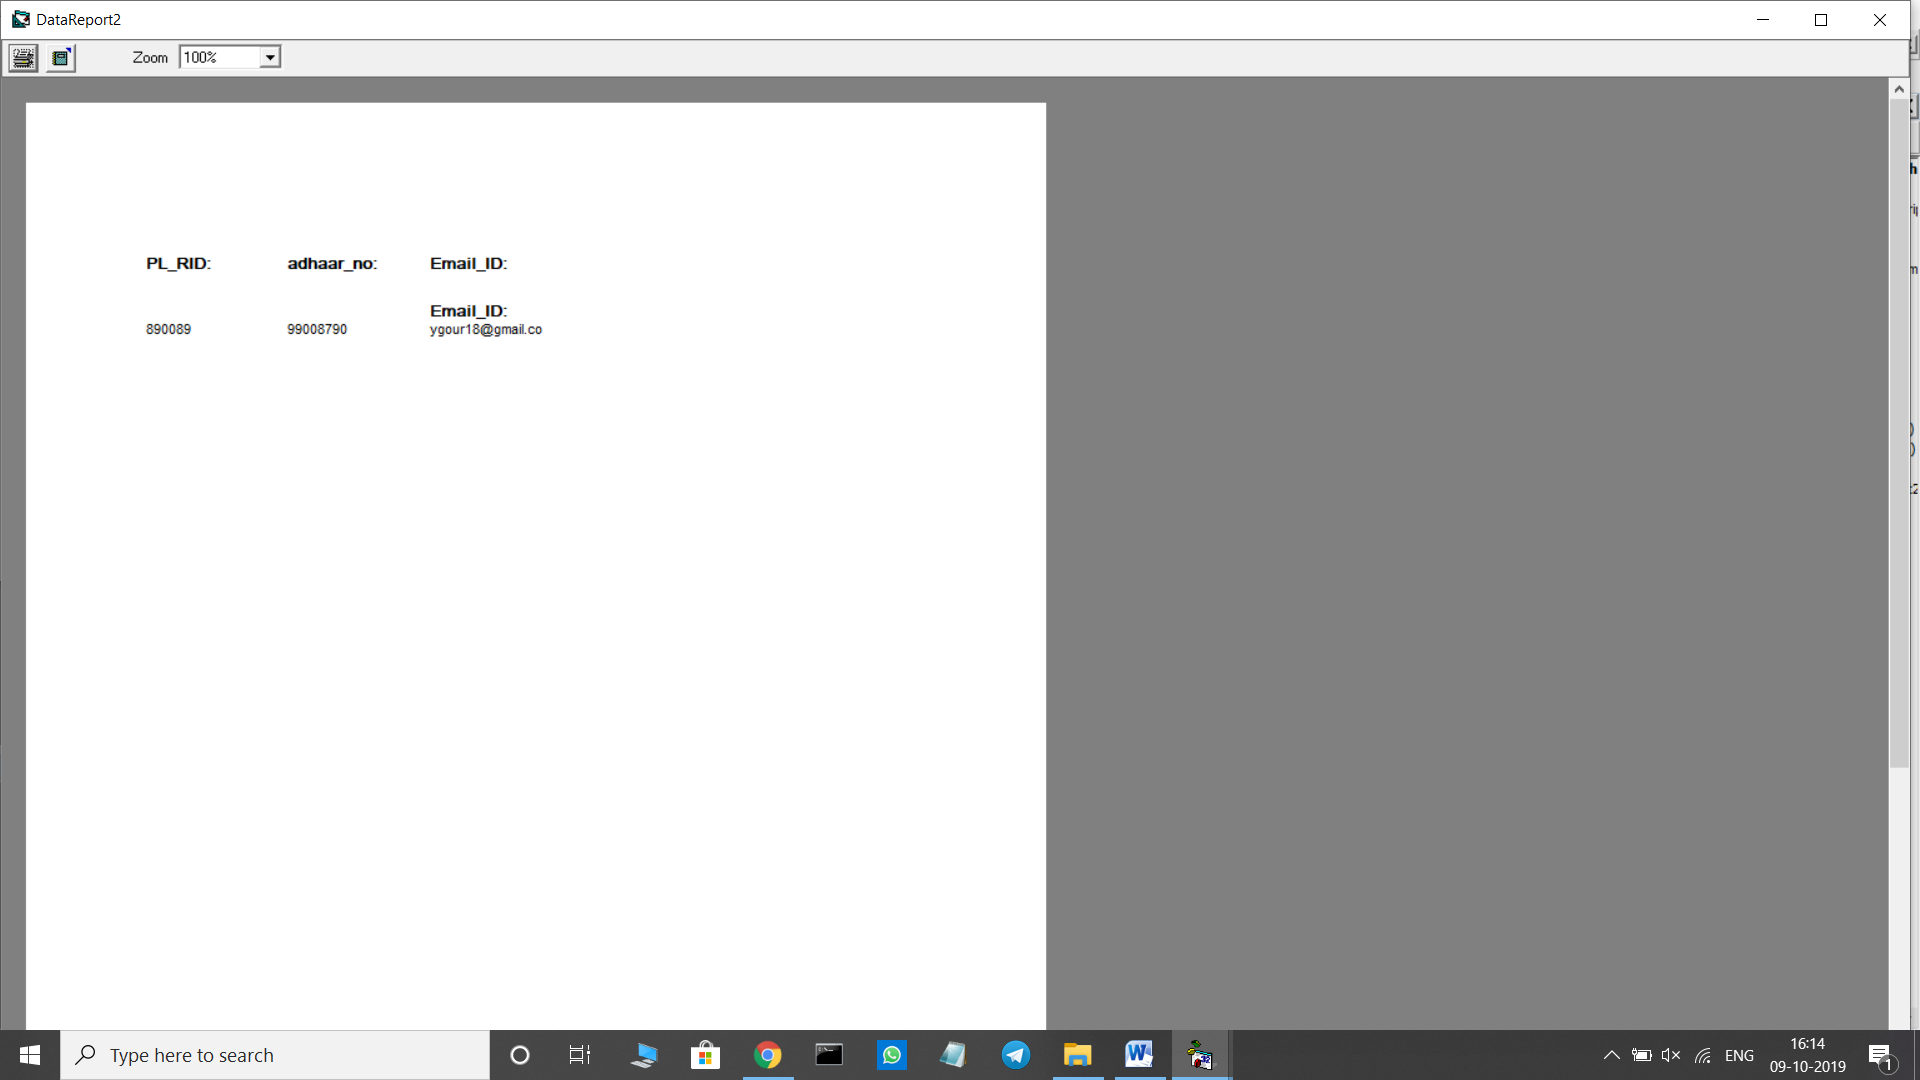 DataReport2
Zoom 100%
PL_RID: adhaar_no: Email_ID:
Email_ID:
890089 99008790 ygour18@gmail.co
Type here to search
ENG
16:14
09-10-2019
1